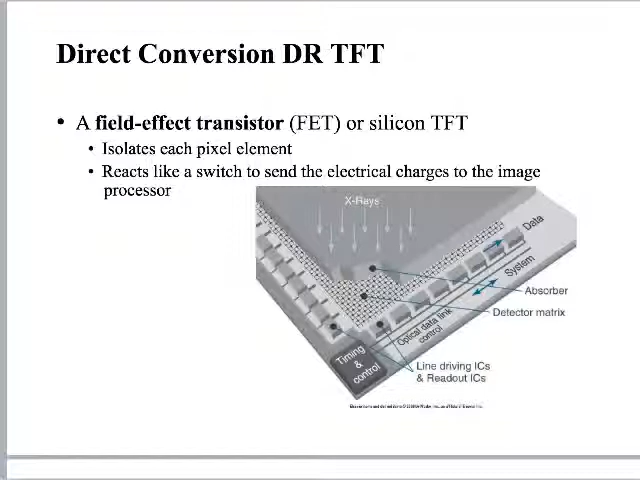 Direct Conversion DR TFT
• A field-effect transistor (FET) or silicon TFT
• Isolates each pixel element
• Reacts like a switch to send the electrical charges to the image
processor
X-Rays
Data
System
Absorber
Detector matrix
Optical data link
control
Timing
&
control
Line driving ICs
& Readout ICs